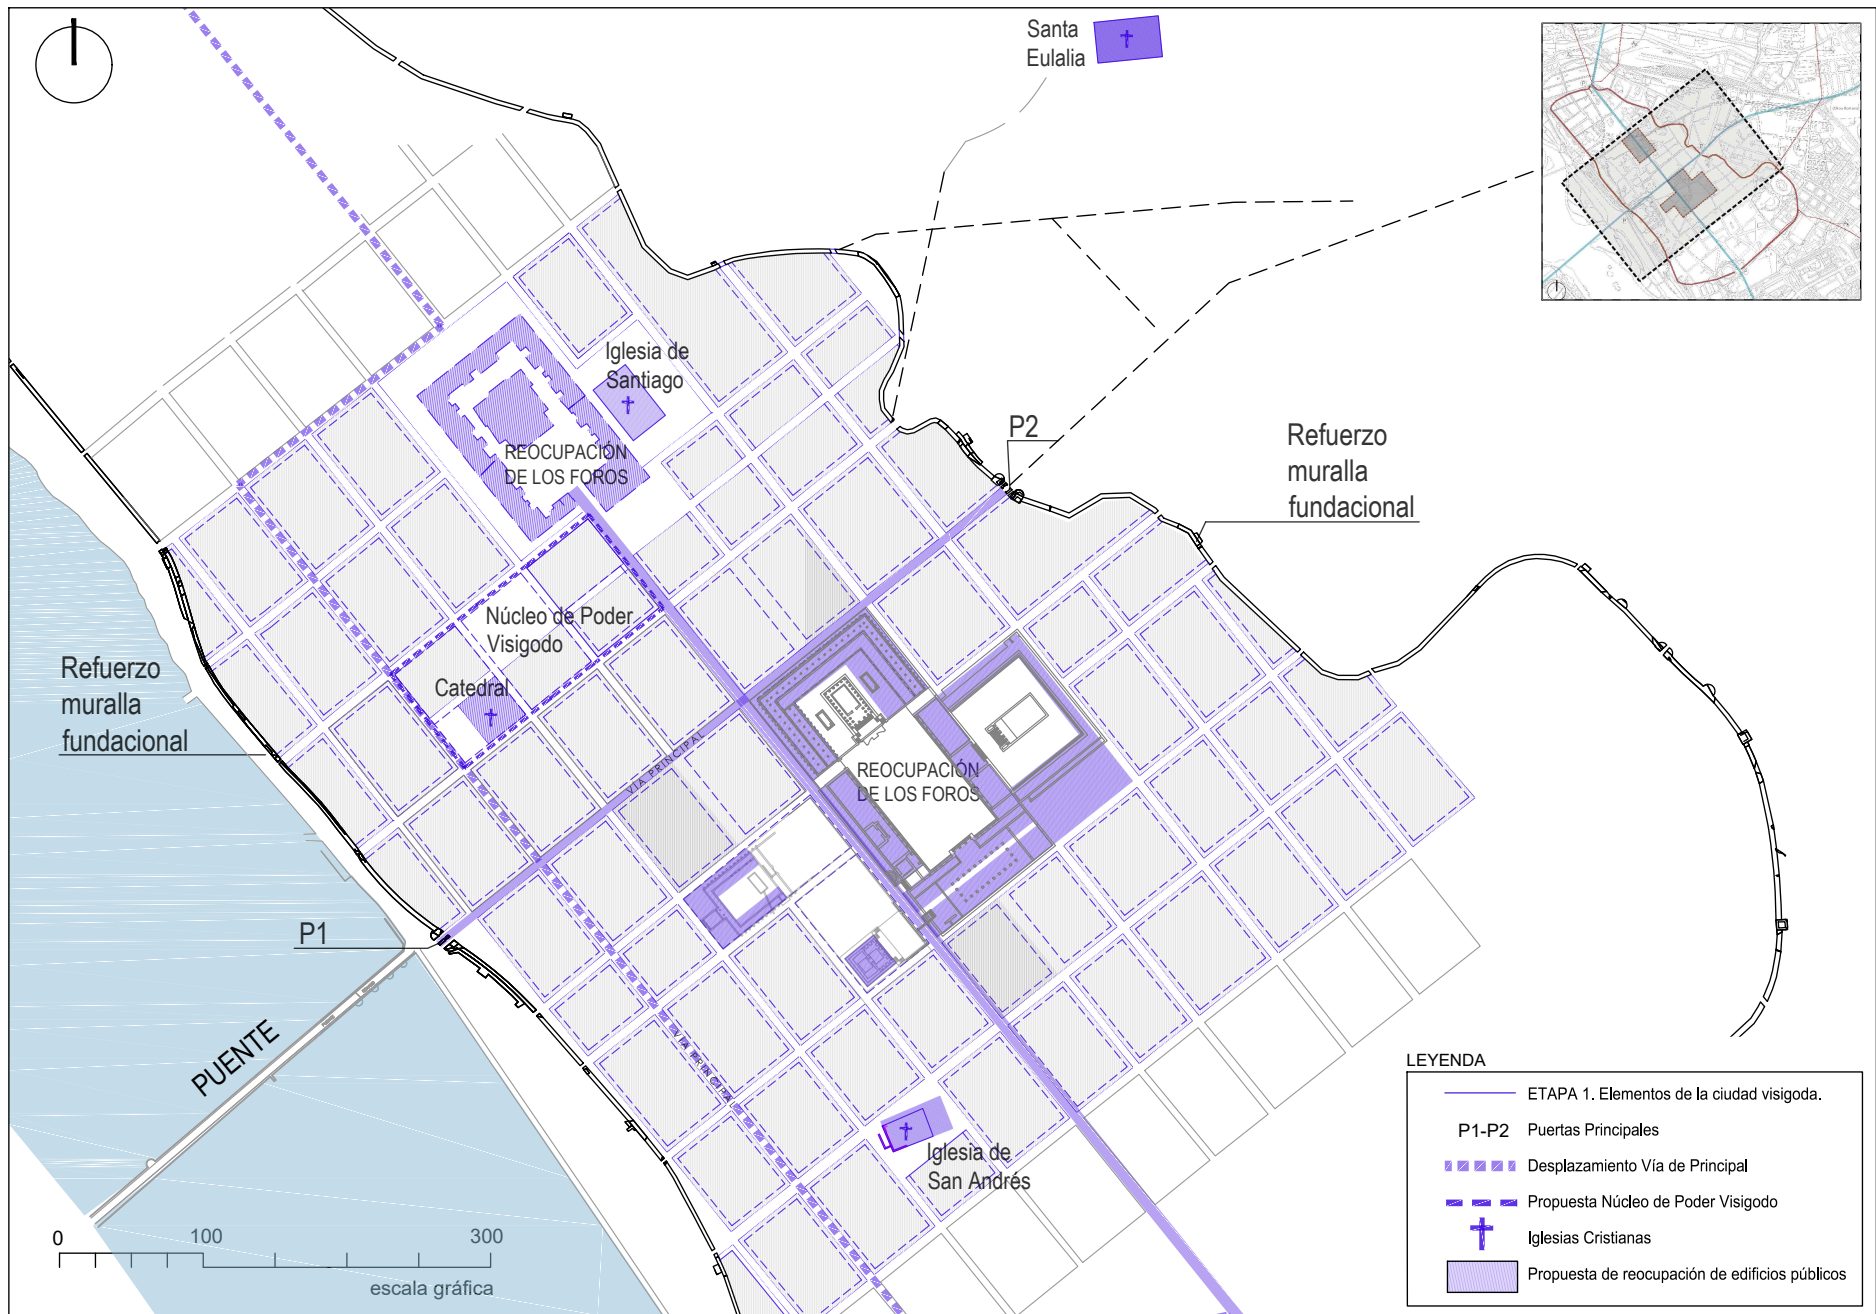 Santa
Eulalia
Iglesia de
Santiago
REOCUPACIÓN
DE LOS FOROS
P2
Refuerzo
muralla
fundacional
Núcleo de Poder
Visigodo
Catedral
Refuerzo
muralla
fundacional
VÍA PRINCIPAL
REOCUPACIÓN
DE LOS FOROS
P1
PUENTE
VÍA PRINCIPA
Iglesia de
San Andrés
0 100 300
escala gráfica
LEYENDA
ETAPA 1. Elementos de la ciudad visigoda.
P1-P2 Puertas Principales
Desplazamiento Vía de Principal
Propuesta Núcleo de Poder Visigodo
Iglesias Cristianas
Propuesta de reocupación de edificios públicos